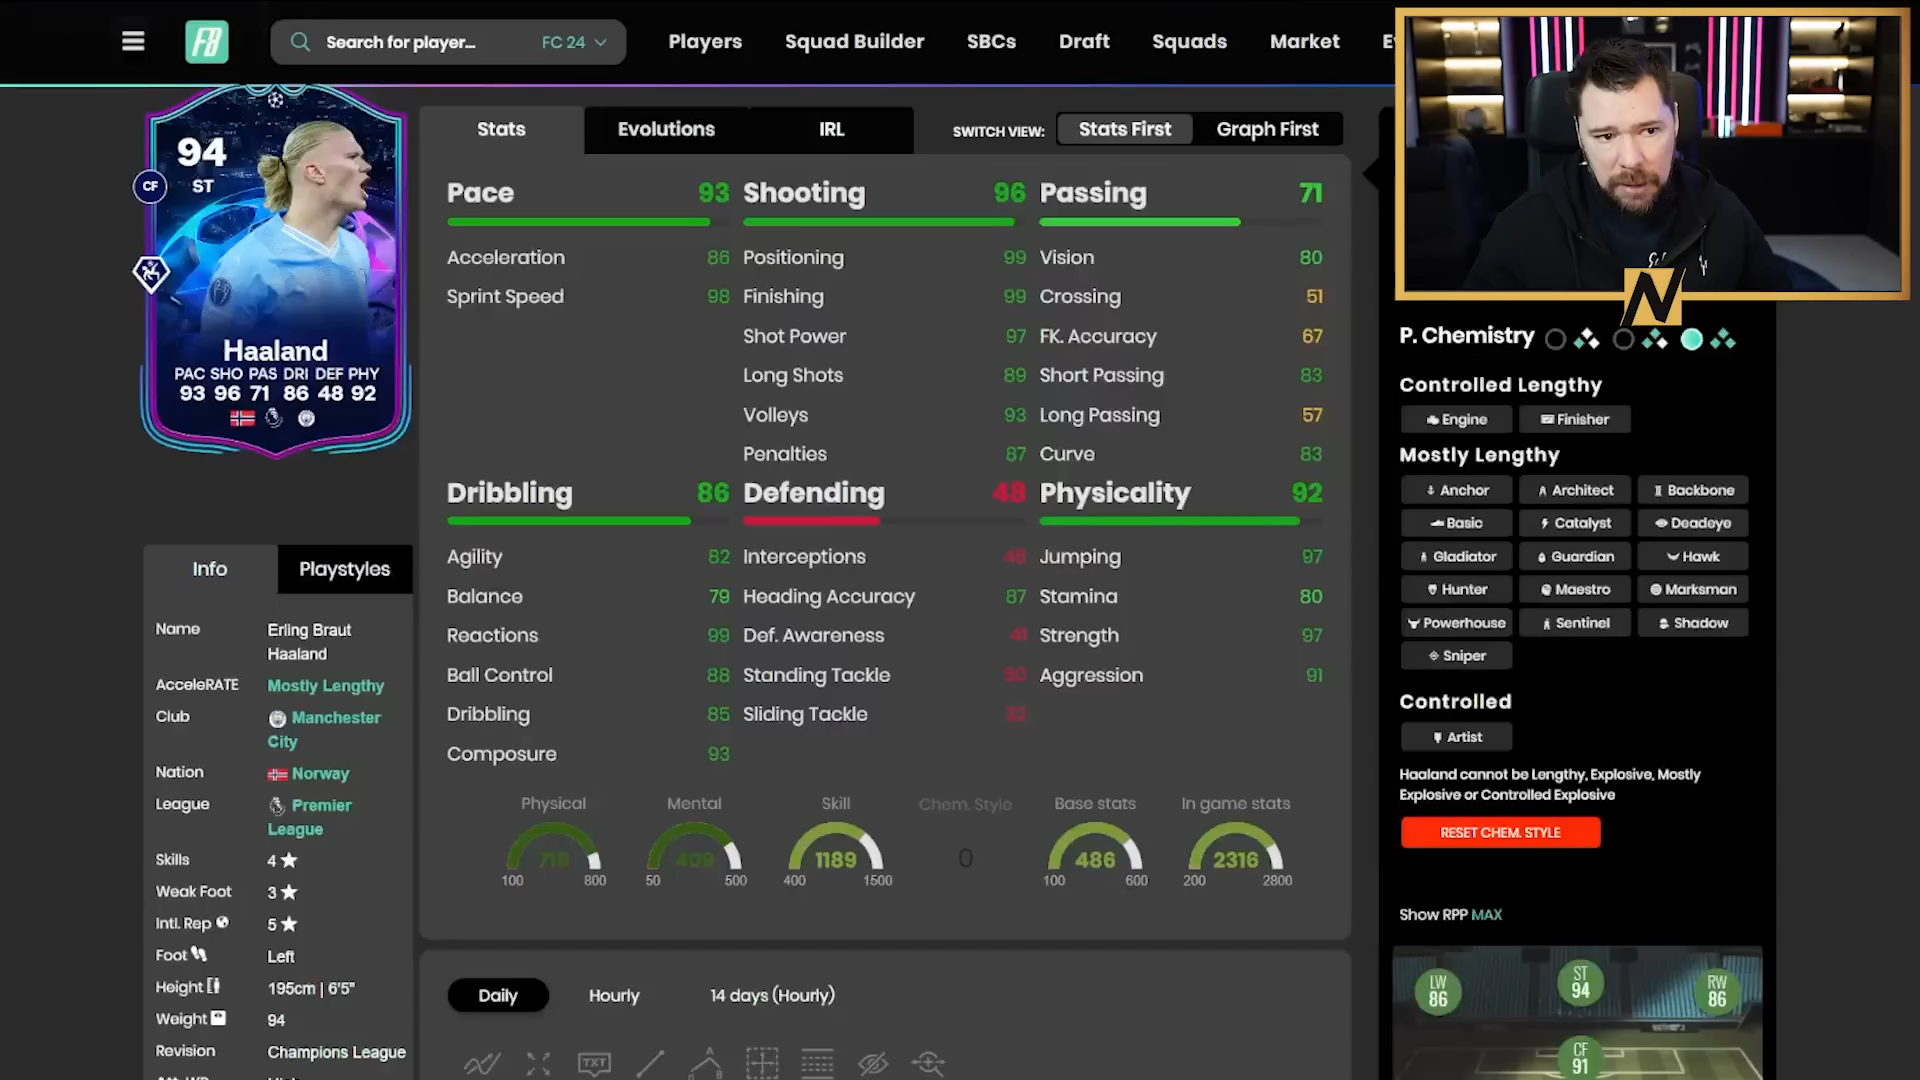 FB
Search for player...
FC 24
Players
Squad Builder
SBCs
Draft
Squads
Market
94
CF
ST
Haaland
PAC SHO PAS DRI DEF PHY
93 96 71 86 48 92
Stats
Evolutions
IRL
SWITCH VIEW:
Stats First
Graph First
Pace 93
Acceleration 86
Sprint Speed 98
Shooting 96
Positioning 99
Finishing 99
Shot Power 97
Long Shots 89
Volleys 93
Penalties 87
Passing 71
Vision 80
Crossing 51
FK. Accuracy 67
Short Passing 83
Long Passing 57
Curve 83
Dribbling 86
Agility 82
Balance 79
Reactions 99
Ball Control 88
Dribbling 85
Composure 93
Defending 48
Interceptions
Heading Accuracy 87
Def. Awareness
Standing Tackle
Sliding Tackle
Physicality 92
Jumping 97
Stamina 80
Strength 97
Aggression 91
Physical
100 800
Mental
50 500
Skill
1189
400 1500
Chem. Style
0
Base stats
486
100 600
In game stats
2316
200 2800
Info
Playstyles
Name Erling Braut Haaland
AcceleRATE Mostly Lengthy
Club Manchester City
Nation Norway
League Premier League
Skills 4
Weak Foot 3
Intl. Rep 5
Foot Left
Height 195cm | 6'5"
Weight 94
Revision Champions League
Daily
Hourly
14 days (Hourly)
TXT
N
P. Chemistry
Controlled Lengthy
Engine
Finisher
Mostly Lengthy
Anchor
Architect
Backbone
Basic
Catalyst
Deadeye
Gladiator
Guardian
Hawk
Hunter
Maestro
Marksman
Powerhouse
Sentinel
Shadow
Sniper
Controlled
Artist
Haaland cannot be Lengthy, Explosive, Mostly
Explosive or Controlled Explosive
RESET CHEM. STYLE
Show RPP MAX
LW
86
ST
94
RW
86
CF
91